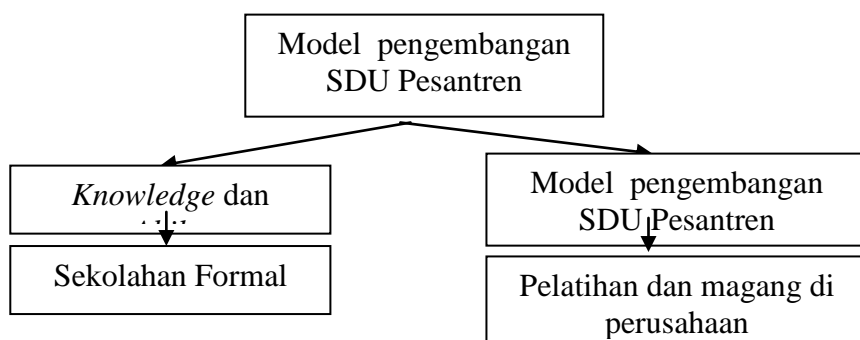 Model pengembangan
SDU Pesantren
Knowledge dan
Model pengembangan
SDU Pesantren
Sekolahan Formal
Pelatihan dan magang di
perusahaan